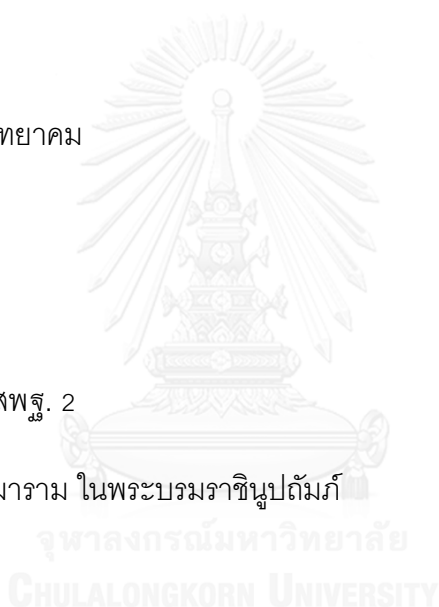 ทยาคม
สพฐ. 2
มาราม ในพระบรมราชินูปถัมภ์
จุฬาลงกรณ์มหาวิทยาลัย
CHULALONGKORN UNIVERSITY